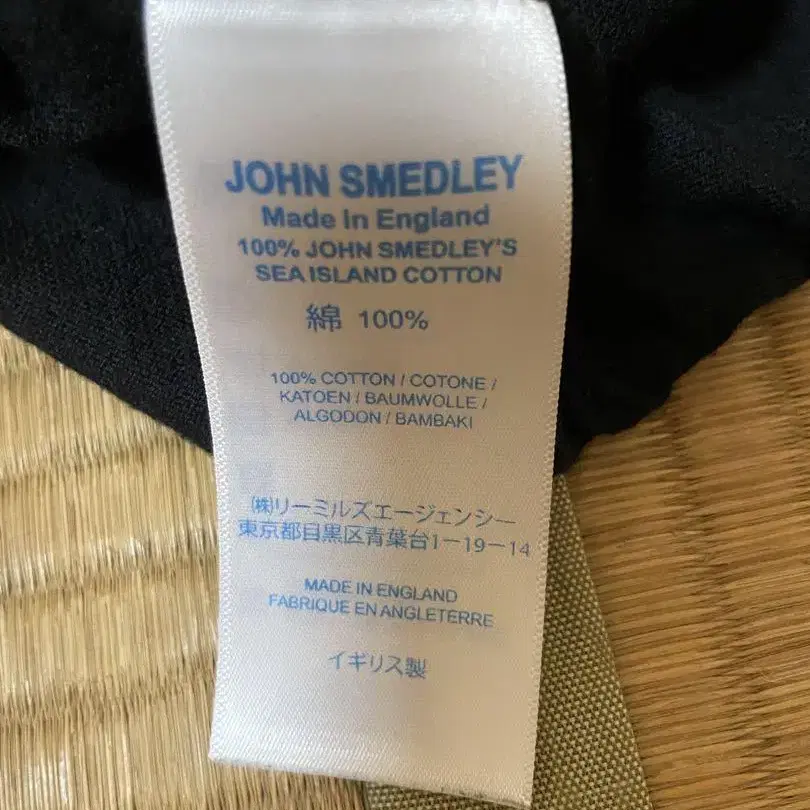 JOHN SMEDLEY
Made in England
100% JOHN SMEDLEY'S
SEA ISLAND COTTON
綿 100%
100% COTTON / COTONE /
KATOEN / BAUMWOLLE /
ALGODON / BAMBAKI
(株)リーミルズエージェンシー
東京都目黒区青葉台1-19-14
MADE IN ENGLAND
FABRIQUE EN ANGLETERRE
イギリス製